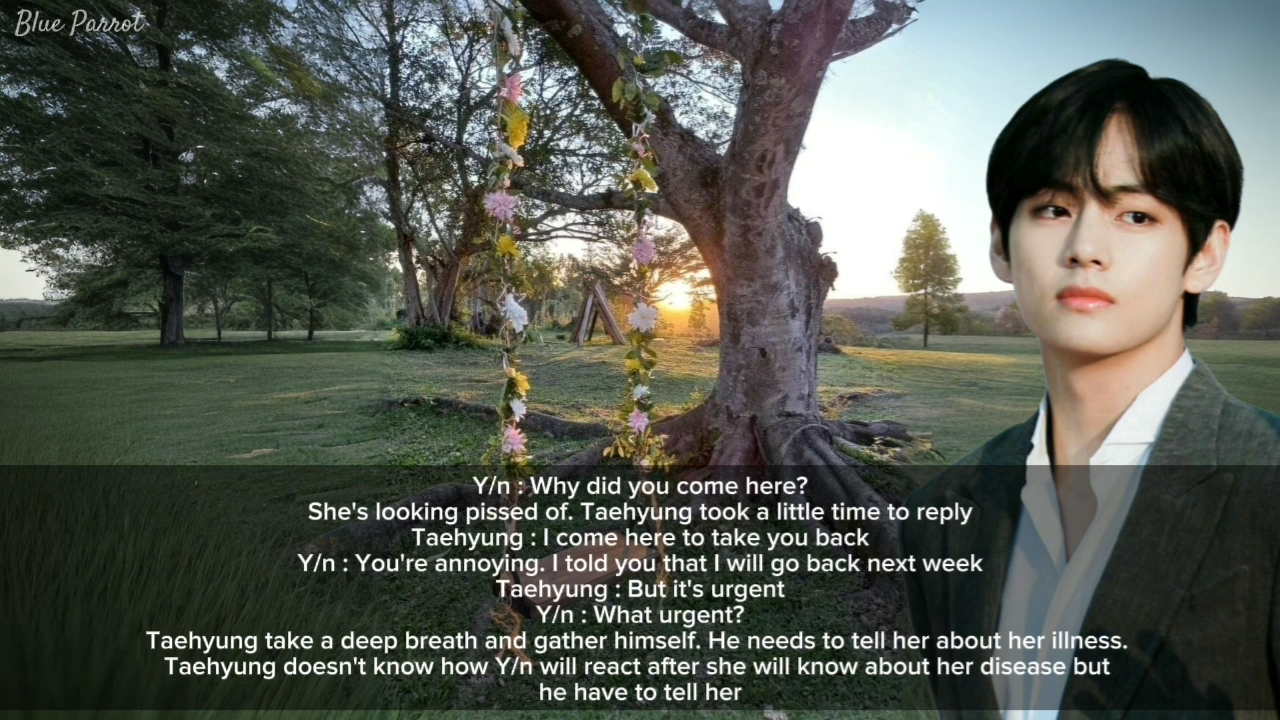 Blue Parrot
Y/n : Why did you come here?
She's looking pissed of. Taehyung took a little time to reply
Taehyung : I come here to take you back
Y/n : You're annoying. I told you that I will go back next week
Taehyung : But it's urgent
Y/n : What urgent?
Taehyung take a deep breath and gather himself. He needs to tell her about her illness.
Taehyung doesn't know how Y/n will react after she will know about her disease but
he have to tell her